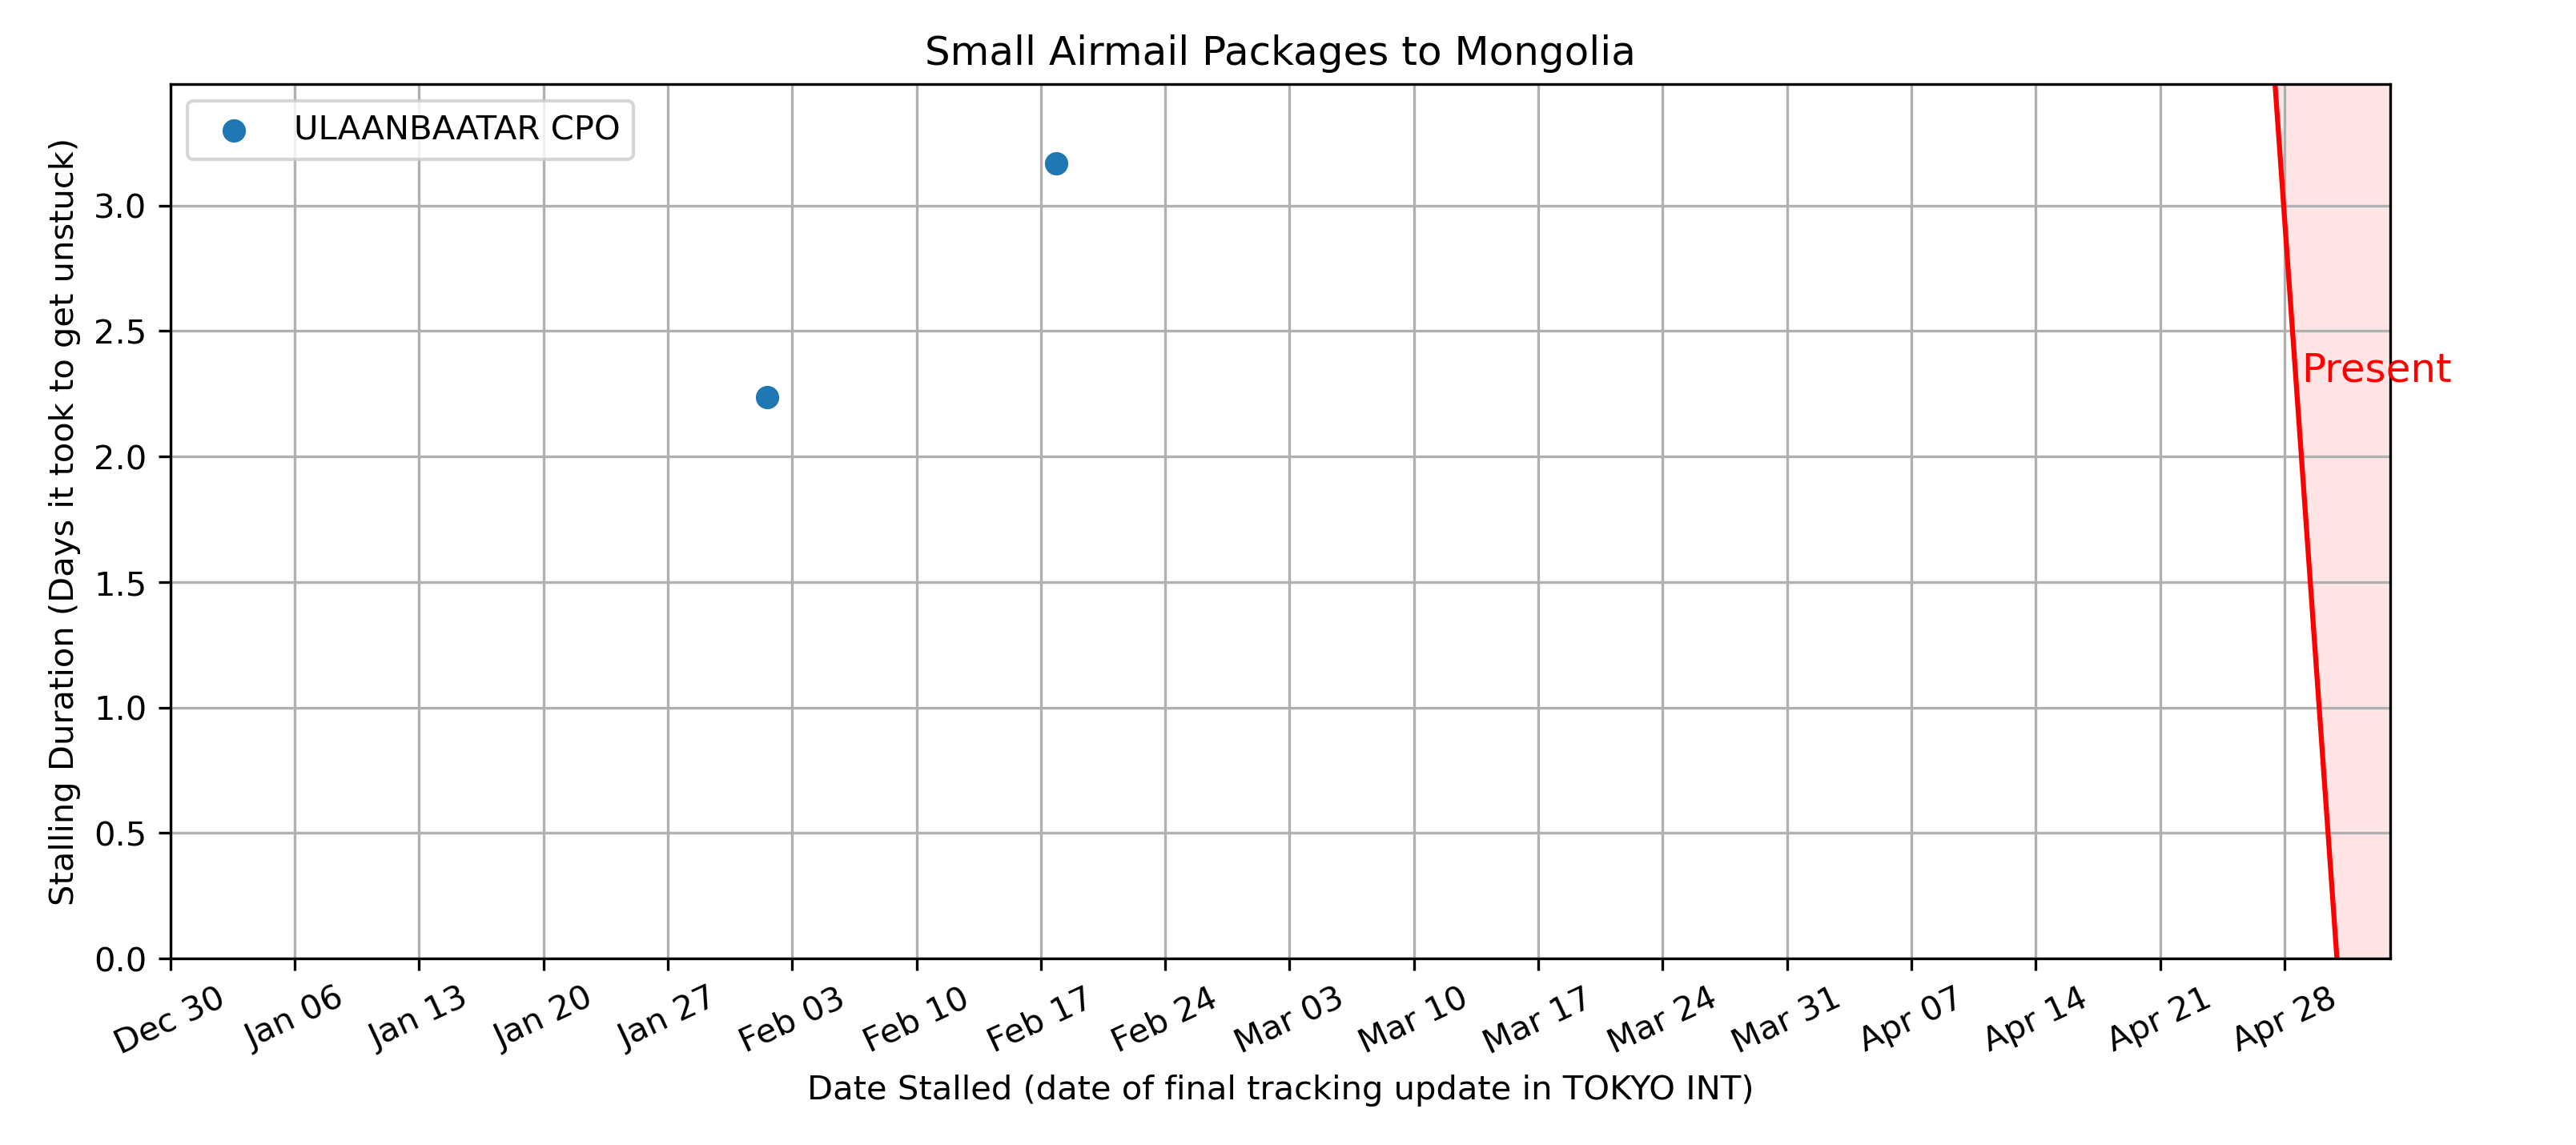 Small Airmail Packages to Mongolia
ULAANBAATAR CPO
Stalling Duration (Days it took to get unstuck)
3.0
2.5
2.0
1.5
1.0
0.5
0.0
Present
Dec 30
Jan 06
Jan 13
Jan 20
Jan 27
Feb 03
Feb 10
Feb 17
Feb 24
Mar 03
Mar 10
Mar 17
Mar 24
Mar 31
Apr 07
Apr 14
Apr 21
Apr 28
Date Stalled (date of final tracking update in TOKYO INT)